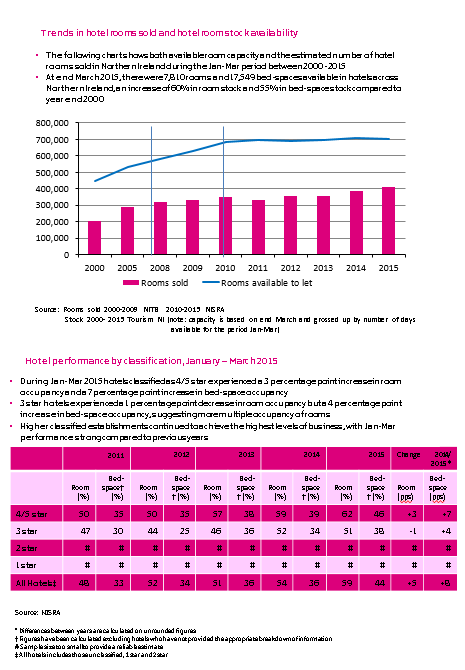 Trends in hotel rooms sold and hotel room stock availability
• The following charts shows both available room capacity and the estimated number of hotel
rooms sold in Northern Ireland during the Jan-Mar period between 2000-2015
• At end March 2015, there were 7,810 rooms and 17,549 bed-spaces available in hotels across
Northern Ireland, an increase of 60% in room stock and 55% in bed-spaces stock compared to
year end 2000
800,000
700,000
600,000
500,000
400,000
300,000
200,000
100,000
0
2000 2005 2008 2009 2010 2011 2012 2013 2014 2015
Rooms sold Rooms available to let
Source: Rooms sold 2000-2009 NITB 2010-2015 NISRA
Stock 2000-2015 Tourism NI (note: capacity is based on end March and grossed up by number of days
available for the period Jan-Mar)
Hotel performance by classification, January – March 2015
• During Jan-Mar 2015 hotels classified as 4/5 star experienced a 3 percentage point increase in room
occupancy and a 7 percentage point increase in bed-space occupancy
• 3 star hotels experienced a 1 percentage point decrease in room occupancy but a 4 percentage point
increase in bed-space occupancy, suggesting more multiple occupancy of rooms
• Higher classified establishments continued to achieve the highest levels of business, with Jan-Mar
performance strong compared to previous years
2011 2012 2013 2014 2015 Change 2014/
2015*
Room (%) Bed-space† (%) Room (%) Bed-space† (%) Room (%) Bed-space† (%) Room (%) Bed-space† (%) Room (%) Bed-space† (%) Room (pps) Bed-space (pps)
4/5 star 50 35 50 35 57 38 59 39 62 46 +3 +7
3 star 47 30 44 25 46 36 52 34 51 38 -1 +4
2 star # # # # # # # # # # # #
1 star # # # # # # # # # # # #
All Hotels‡ 48 33 52 34 51 36 54 36 59 44 +5 +8
Source: NISRA
* Differences between years are calculated on unrounded figures
† Figures have been calculated excluding hotels who have not provided the appropriate breakdown of information
# Sample size too small to provide a reliable estimate
‡ All hotels includes those unclassified, 1 star and 2 star